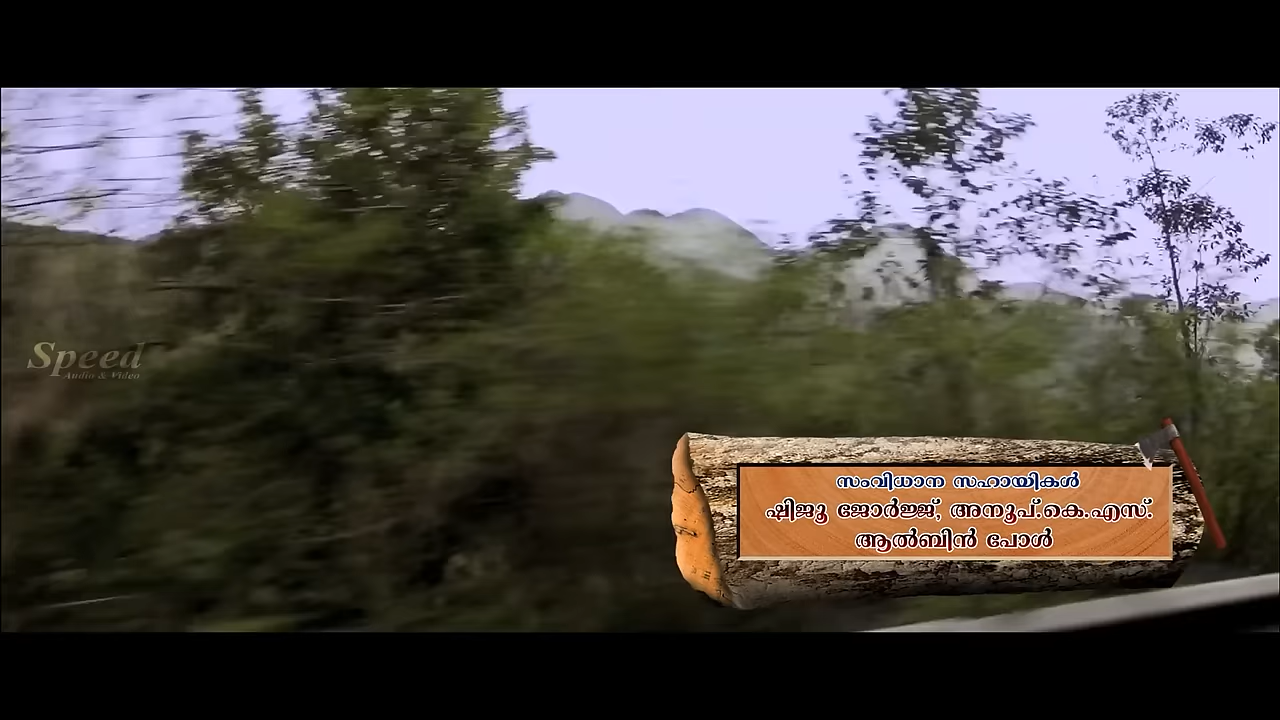 Speed
Audio & Video
സംവിധാന സഹായികൾ
ഷിജൂ ജോർജ്ജ്, അനൂപ്.കെ.എസ്.
ആൽബിൻ പോൾ